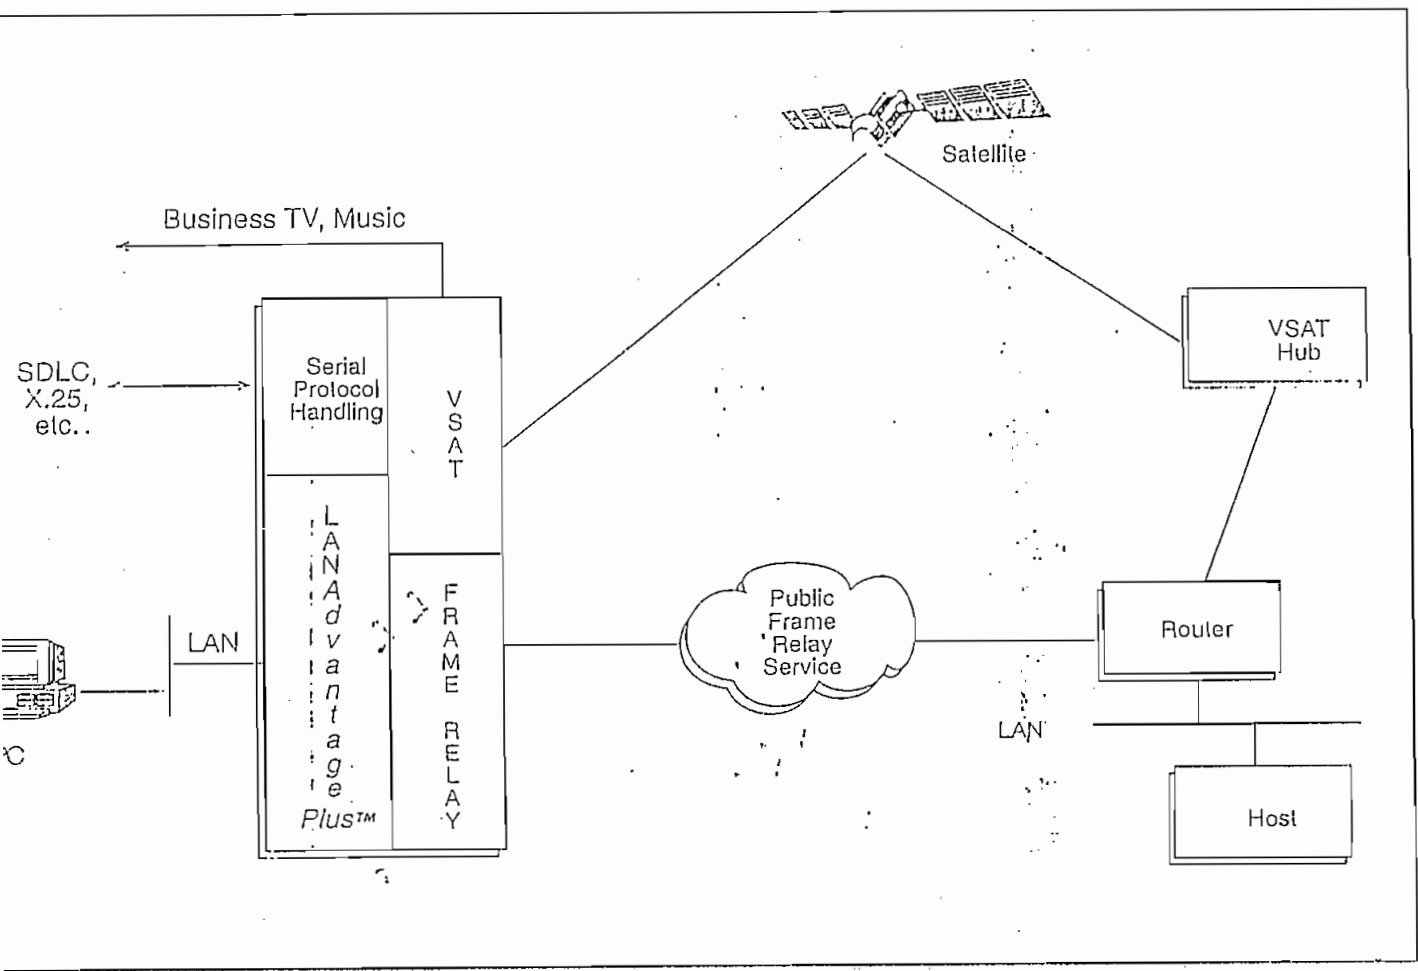 Satellite
Business TV, Music
VSAT
Hub
SDLC,
X.25,
etc..
Serial
Protocol
Handling
VSAT
LANAdvantage
Plus™
FRAME RELAY
Public
Frame
Relay
Service
Router
LAN
PC
LAN
Host